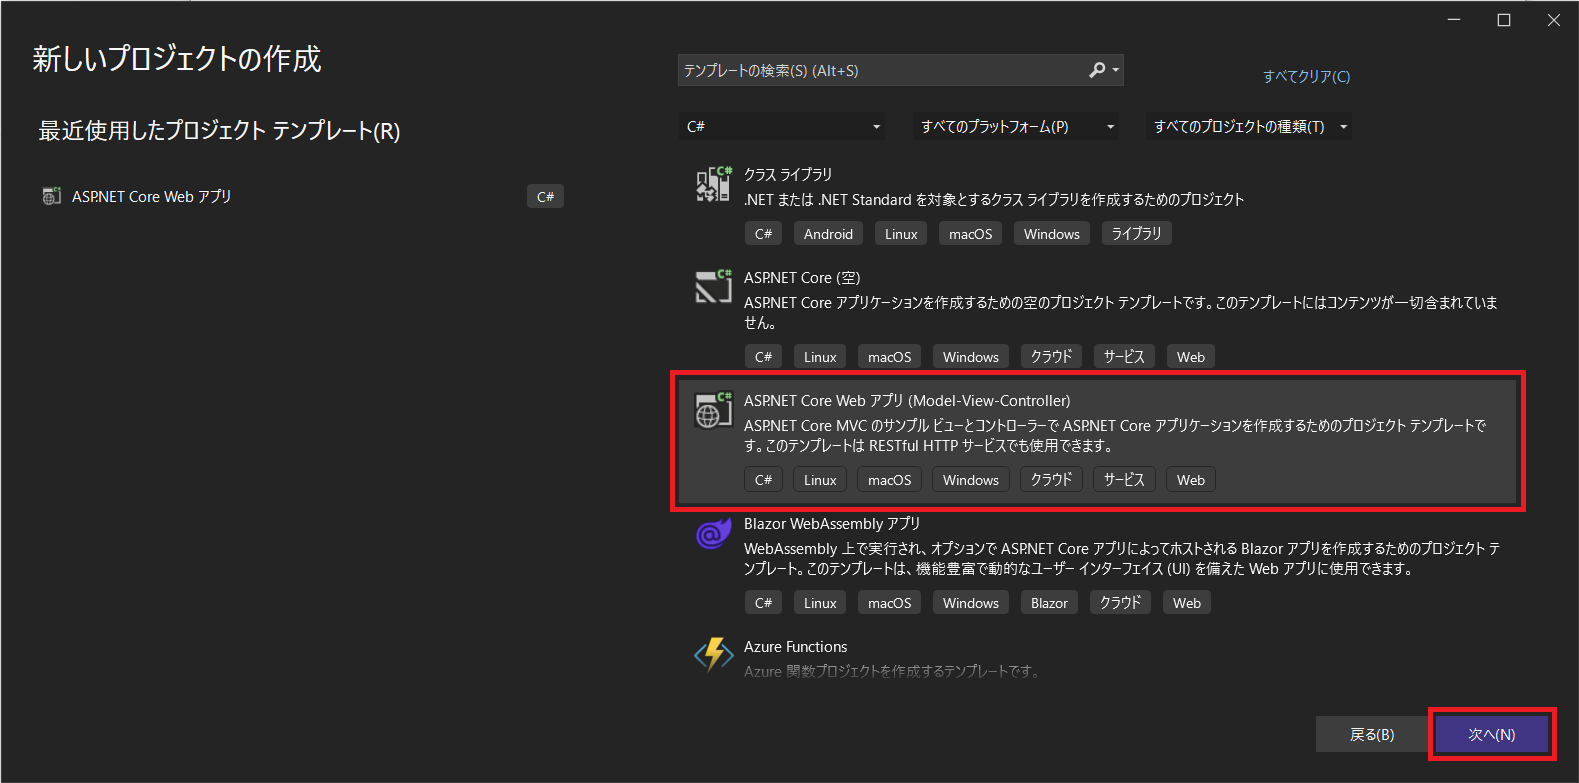 新しいプロジェクトの作成
最近使用したプロジェクト テンプレート(R)
ASP.NET Core Web アプリ
C#
テンプレートの検索(S) (Alt+S)
すべてクリア(C)
C#
すべてのプラットフォーム(P)
すべてのプロジェクトの種類(T)
クラス ライブラリ
.NET または .NET Standard を対象とするクラス ライブラリを作成するためのプロジェクト
C# Android Linux macOS Windows ライブラリ
ASP.NET Core (空)
ASP.NET Core アプリケーションを作成するための空のプロジェクト テンプレートです。このテンプレートにはコンテンツが一切含まれていま
せん。
C# Linux macOS Windows クラウド サービス Web
ASP.NET Core Web アプリ (Model-View-Controller)
ASP.NET Core MVC のサンプル ビューとコントローラーで ASP.NET Core アプリケーションを作成するためのプロジェクト テンプレートで
す。このテンプレートは RESTful HTTP サービスでも使用できます。
C# Linux macOS Windows クラウド サービス Web
Blazor WebAssembly アプリ
WebAssembly 上で実行され、オプションで ASP.NET Core アプリによってホストされる Blazor アプリを作成するためのプロジェクト テ
ンプレート。このテンプレートは、機能豊富で動的なユーザー インターフェイス (UI) を備えた Web アプリに使用できます。
C# Linux macOS Windows Blazor クラウド Web
Azure Functions
Azure 関数プロジェクトを作成するテンプレートです。
戻る(B)
次へ(N)